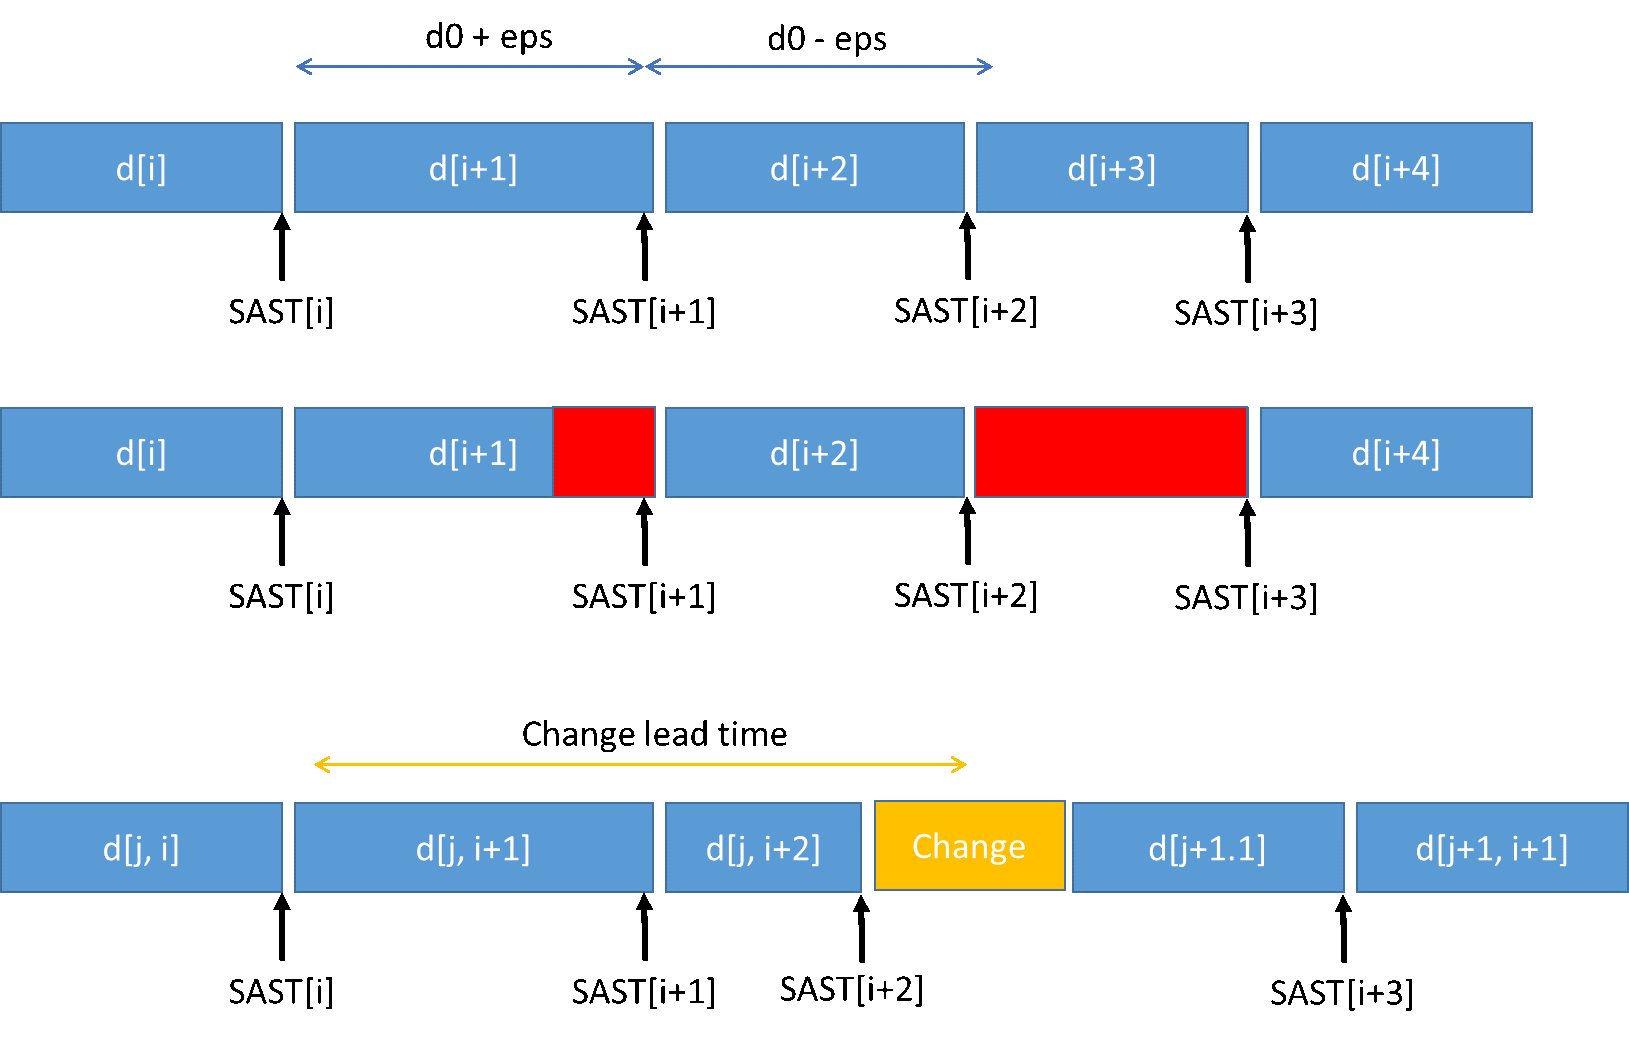 d0 + eps
d0 - eps
d[i]
d[i+1]
d[i+2]
d[i+3]
d[i+4]
SAST[i]
SAST[i+1]
SAST[i+2]
SAST[i+3]
d[i]
d[i+1]
d[i+2]
d[i+4]
SAST[i]
SAST[i+1]
SAST[i+2]
SAST[i+3]
Change lead time
d[j, i]
d[j, i+1]
d[j, i+2]
Change
d[j+1.1]
d[j+1, i+1]
SAST[i]
SAST[i+1]
SAST[i+2]
SAST[i+3]